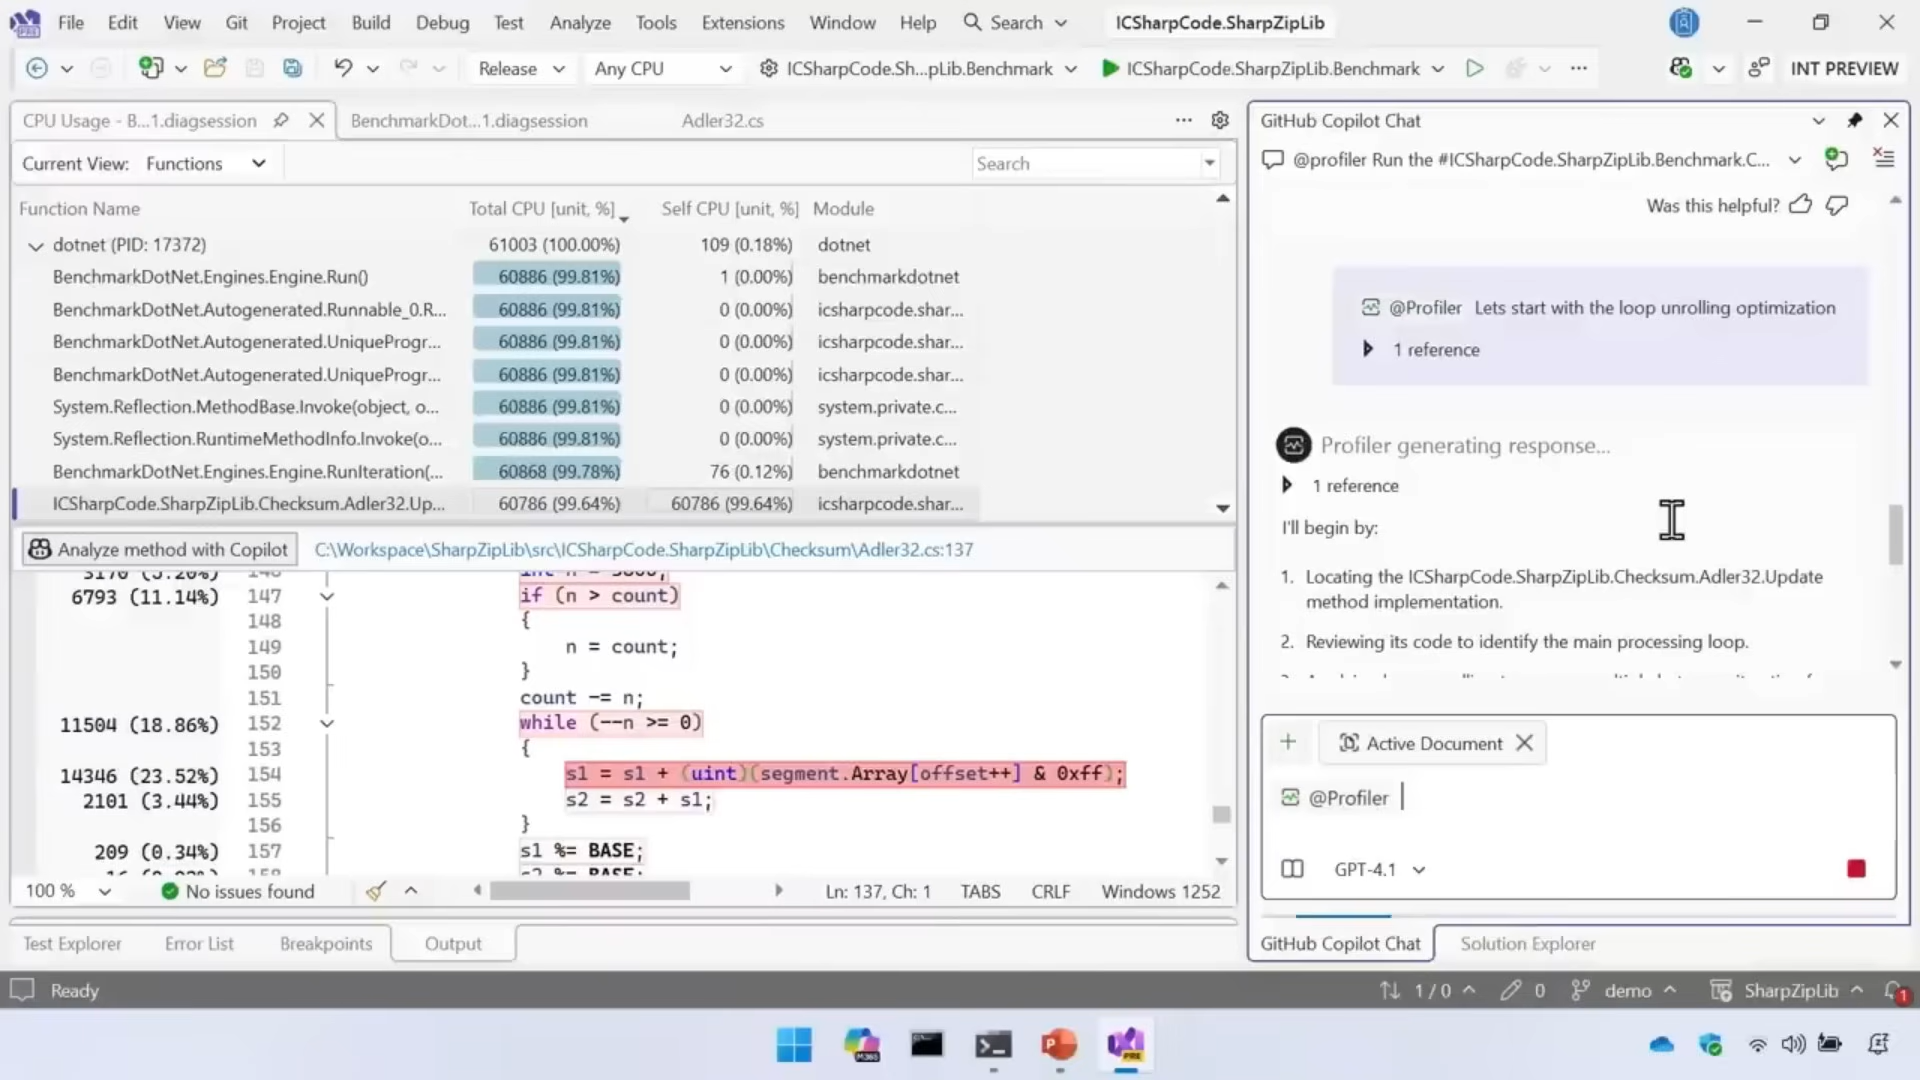 File Edit View Git Project Build Debug Test Analyze Tools Extensions Window Help Search ICSharpCode.SharpZipLib
Release Any CPU ICSharpCode.Sh...pLib.Benchmark ICSharpCode.SharpZipLib.Benchmark INT PREVIEW
CPU Usage - B...1.diagsession BenchmarkDot...1.diagsession Adler32.cs
Current View: Functions Search
Function Name Total CPU [unit, %] Self CPU [unit, %] Module
dotnet (PID: 17372) 61003 (100.00%) 109 (0.18%) dotnet
BenchmarkDotNet.Engines.Engine.Run() 60886 (99.81%) 1 (0.00%) benchmarkdotnet
BenchmarkDotNet.Autogenerated.Runnable_0.R... 60886 (99.81%) 0 (0.00%) icsharpcode.shar...
BenchmarkDotNet.Autogenerated.UniqueProgr... 60886 (99.81%) 0 (0.00%) icsharpcode.shar...
BenchmarkDotNet.Autogenerated.UniqueProgr... 60886 (99.81%) 0 (0.00%) icsharpcode.shar...
System.Reflection.MethodBase.Invoke(object, o... 60886 (99.81%) 0 (0.00%) system.private.c...
System.Reflection.RuntimeMethodInfo.Invoke(o... 60886 (99.81%) 0 (0.00%) system.private.c...
BenchmarkDotNet.Engines.Engine.RunIteration(... 60868 (99.78%) 76 (0.12%) benchmarkdotnet
ICSharpCode.SharpZipLib.Checksum.Adler32.Up... 60786 (99.64%) 60786 (99.64%) icsharpcode.shar...
Analyze method with Copilot C:\Workspace\SharpZipLib\src\ICSharpCode.SharpZipLib\Checksum\Adler32.cs:137
6793 (11.14%) 147 if (n > count)
148 {
149 n = count;
150 }
151 count -= n;
11504 (18.86%) 152 while (--n >= 0)
153 {
14346 (23.52%) 154 s1 = s1 + (uint)(segment.Array[offset++] & 0xff);
2101 (3.44%) 155 s2 = s2 + s1;
156 }
209 (0.34%) 157 s1 %= BASE;
100 % No issues found Ln: 137, Ch: 1 TABS CRLF Windows 1252
Test Explorer Error List Breakpoints Output
GitHub Copilot Chat
@profiler Run the #ICSharpCode.SharpZipLib.Benchmark.C...
Was this helpful?
@Profiler Lets start with the loop unrolling optimization
1 reference
Profiler generating response...
1 reference
I'll begin by:
1. Locating the ICSharpCode.SharpZipLib.Checksum.Adler32.Update
method implementation.
2. Reviewing its code to identify the main processing loop.
Active Document
@Profiler
GPT-4.1
GitHub Copilot Chat Solution Explorer
Ready 1 / 0 0 demo SharpZipLib 1
M365 PRE